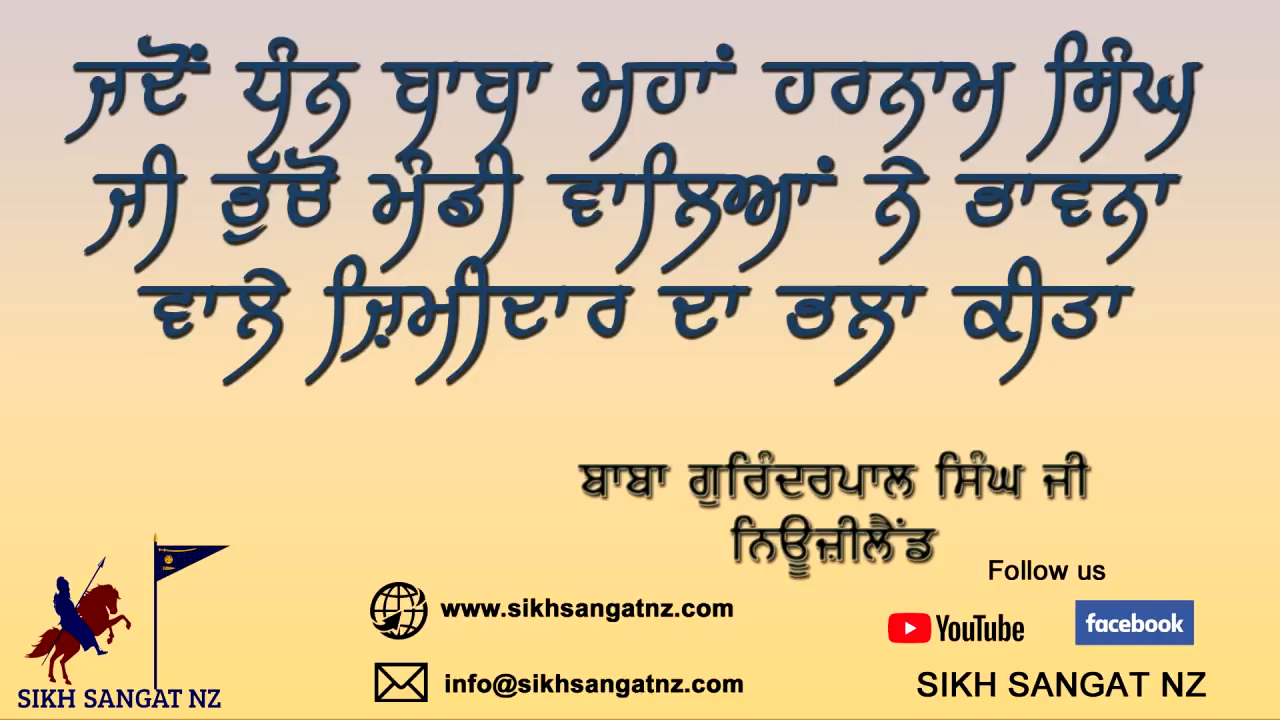 ਜਦੋਂ ਧੰਨ ਬਾਬਾ ਮਹਾਂ ਹਰਨਾਮ ਸਿੰਘ
ਜੀ ਭੁੱਚੋ ਮੰਡੀ ਵਾਲਿਆਂ ਨੇ ਭਾਵਨਾ
ਵਾਲੇ ਜ਼ਿਮੀਦਾਰ ਦਾ ਭਲਾ ਕੀਤਾ
ਬਾਬਾ ਗੁਰਿੰਦਰਪਾਲ ਸਿੰਘ ਜੀ
ਨਿਊਜ਼ੀਲੈਂਡ
Follow us
www.sikhsangatnz.com
YouTube facebook
info@sikhsangatnz.com
SIKH SANGAT NZ
SIKH SANGAT NZ